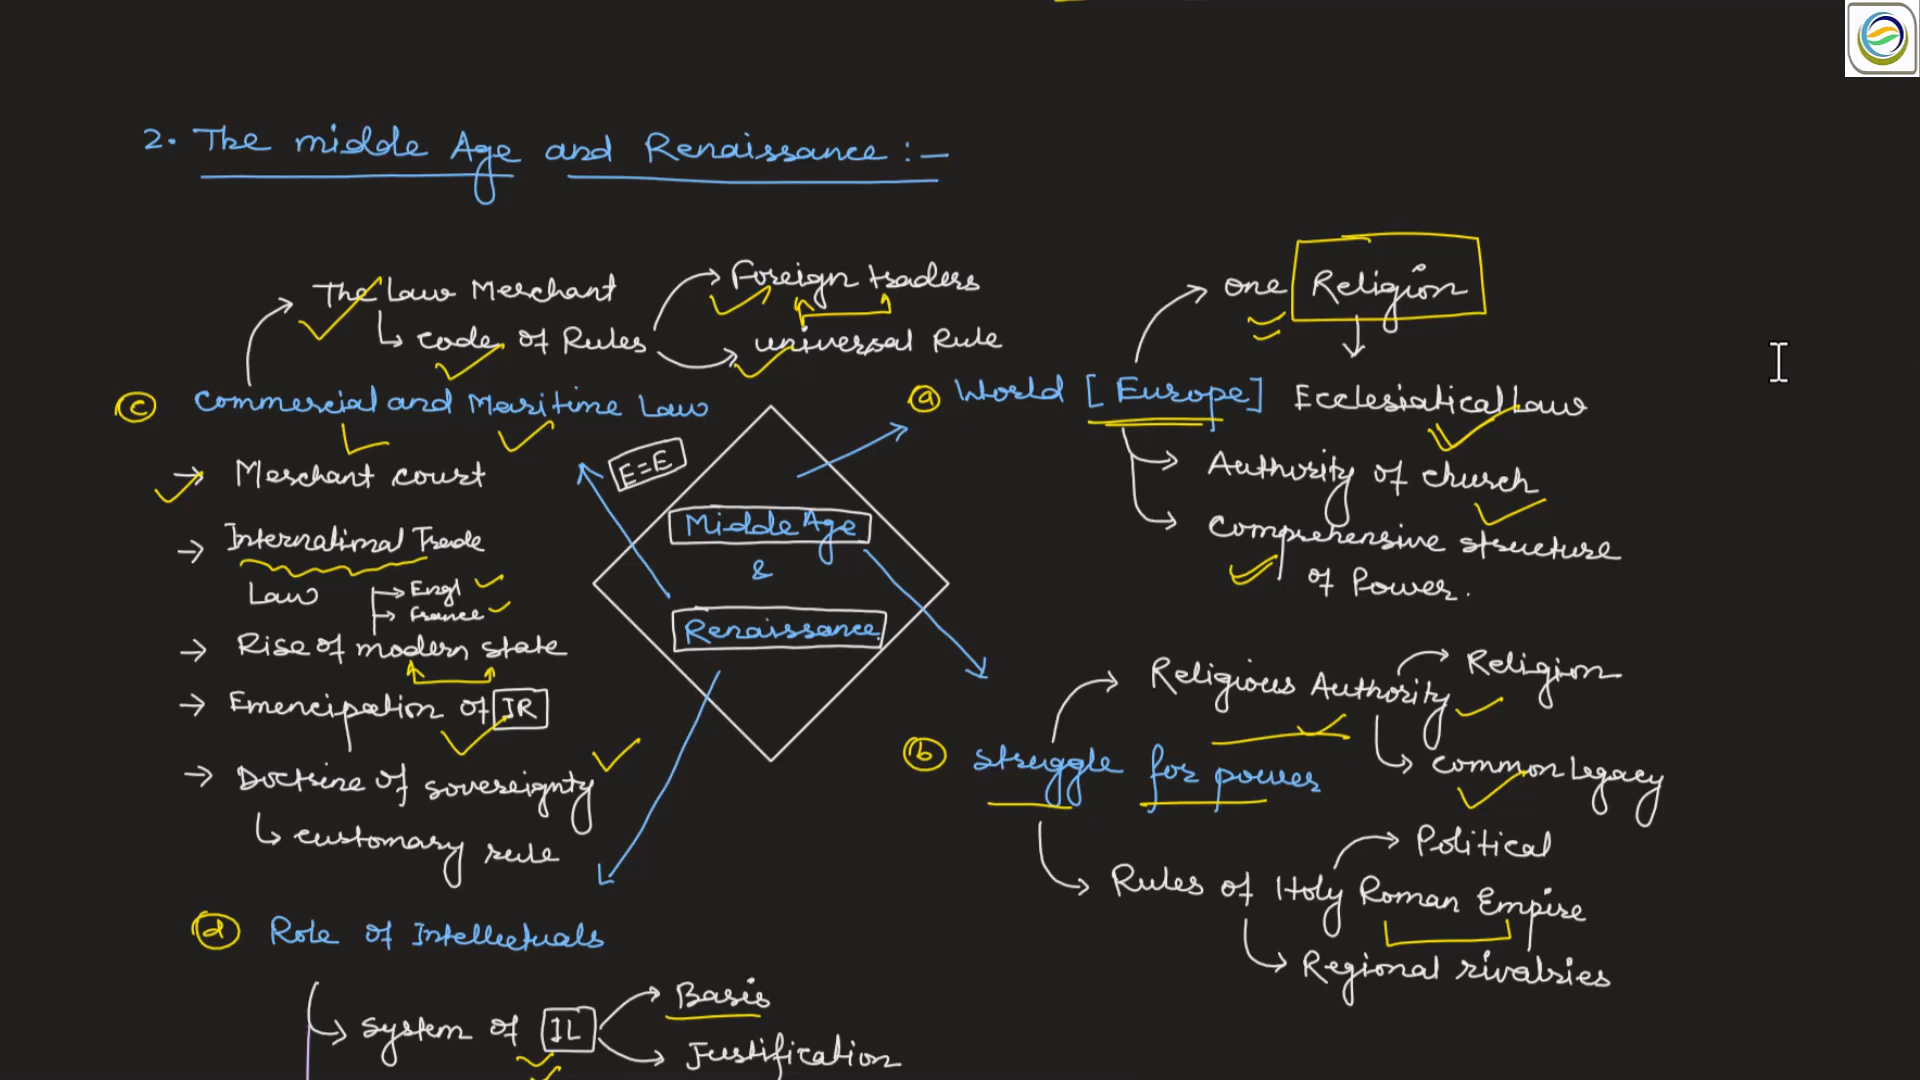 2. The middle Age and Renaissance :-
The Law Merchant
code of Rules
Foreign traders
universal Rule
c Commercial and Maritime Law
Merchant court
International Trade
Law
Engl
France
Rise of modern state
Emencipation of IR
Doctrine of sovereignty
customary rule
E=E
Middle Age
&
Renaissance
one Religion
a World [Europe] Ecclesiatical Law
Authority of church
Comprehensive structure
of Power.
b struggle for power
Religious Authority
Religion
common Legacy
Rules of Holy Roman Empire
Political
Regional rivalries
d Role of Intellectuals
system of IL
Basis
Justification